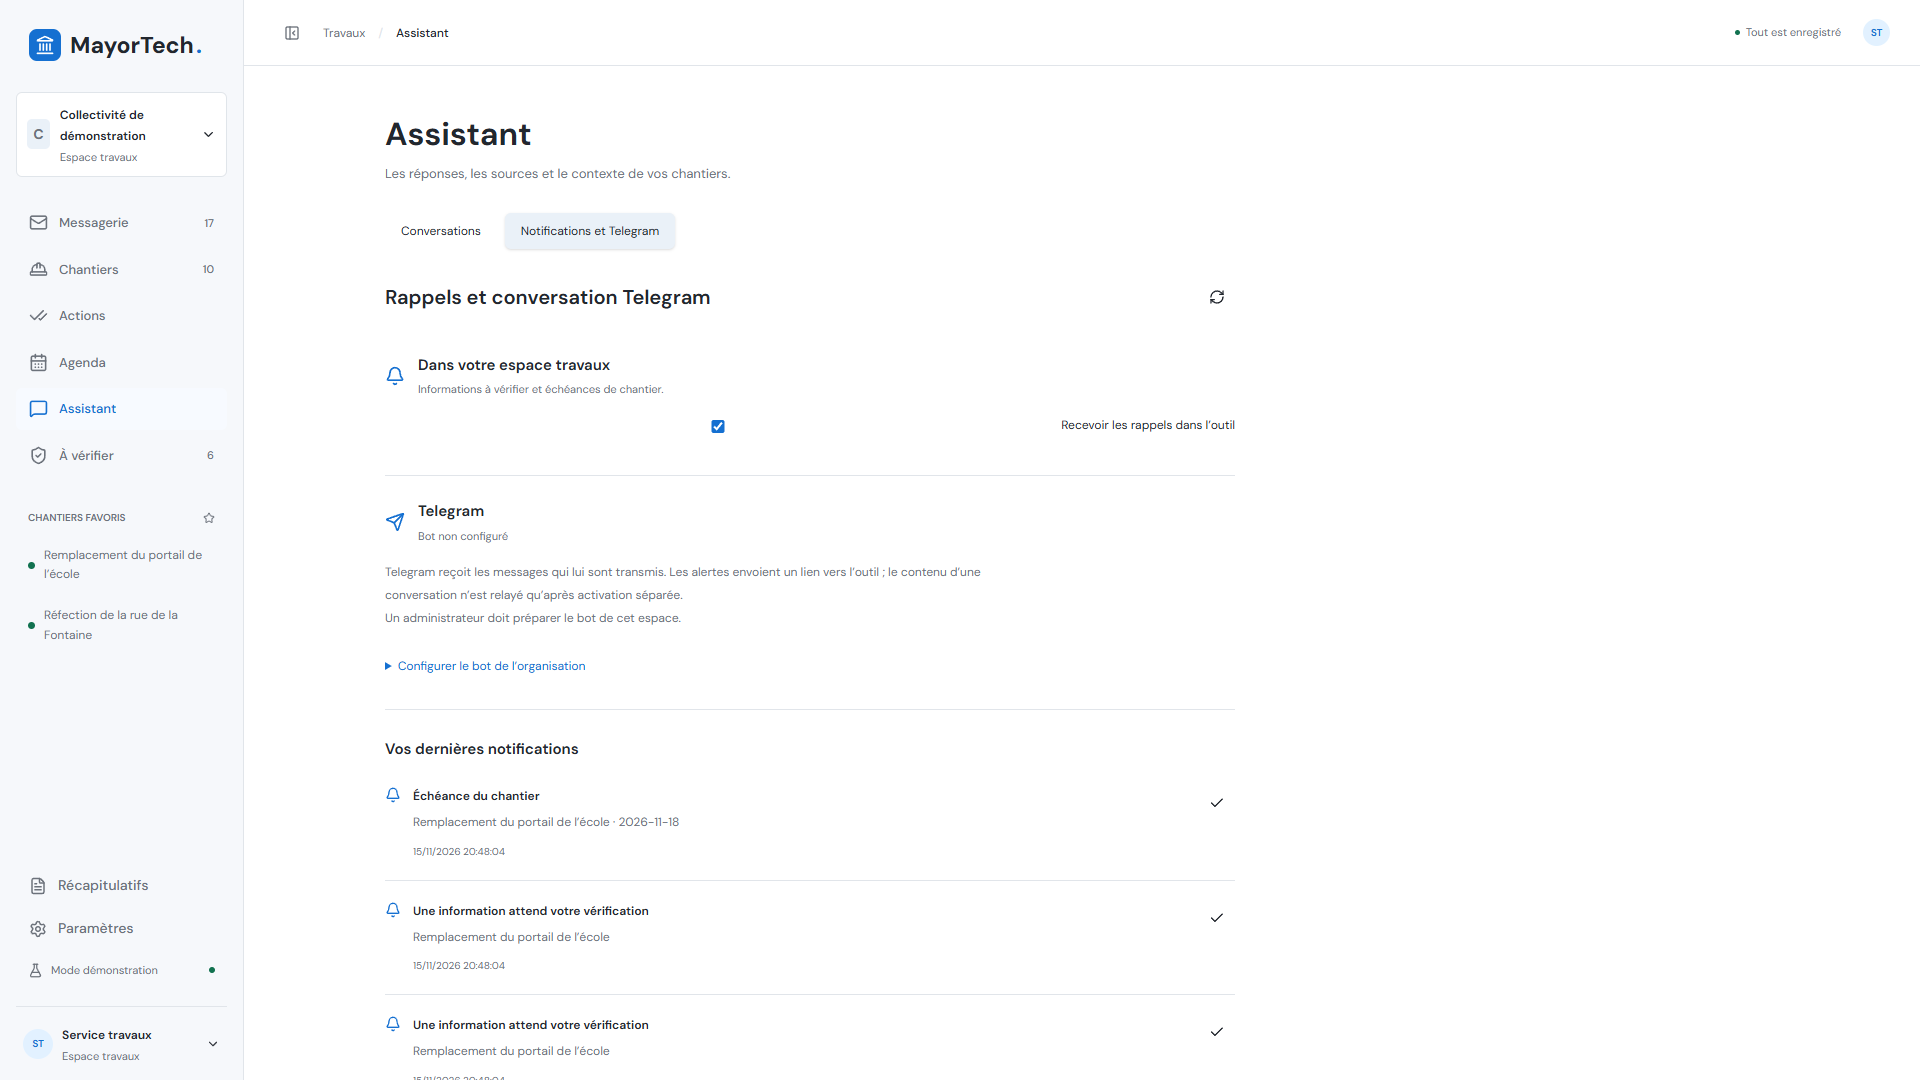 MayorTech.
C
Collectivité de
démonstration
Espace travaux
Messagerie 17
Chantiers 10
Actions
Agenda
Assistant
À vérifier 6
CHANTIERS FAVORIS
Remplacement du portail de
l’école
Réfection de la rue de la
Fontaine
Récapitulatifs
Paramètres
Mode démonstration
ST
Service travaux
Espace travaux
Travaux / Assistant
Tout est enregistré
ST
Assistant
Les réponses, les sources et le contexte de vos chantiers.
Conversations
Notifications et Telegram
Rappels et conversation Telegram
Dans votre espace travaux
Informations à vérifier et échéances de chantier.
Recevoir les rappels dans l’outil
Telegram
Bot non configuré
Telegram reçoit les messages qui lui sont transmis. Les alertes envoient un lien vers l’outil ; le contenu d’une
conversation n’est relayé qu’après activation séparée.
Un administrateur doit préparer le bot de cet espace.
Configurer le bot de l’organisation
Vos dernières notifications
Échéance du chantier
Remplacement du portail de l’école · 2026-11-18
15/11/2026 20:48:04
Une information attend votre vérification
Remplacement du portail de l’école
15/11/2026 20:48:04
Une information attend votre vérification
Remplacement du portail de l’école
15/11/2026 20:48:04